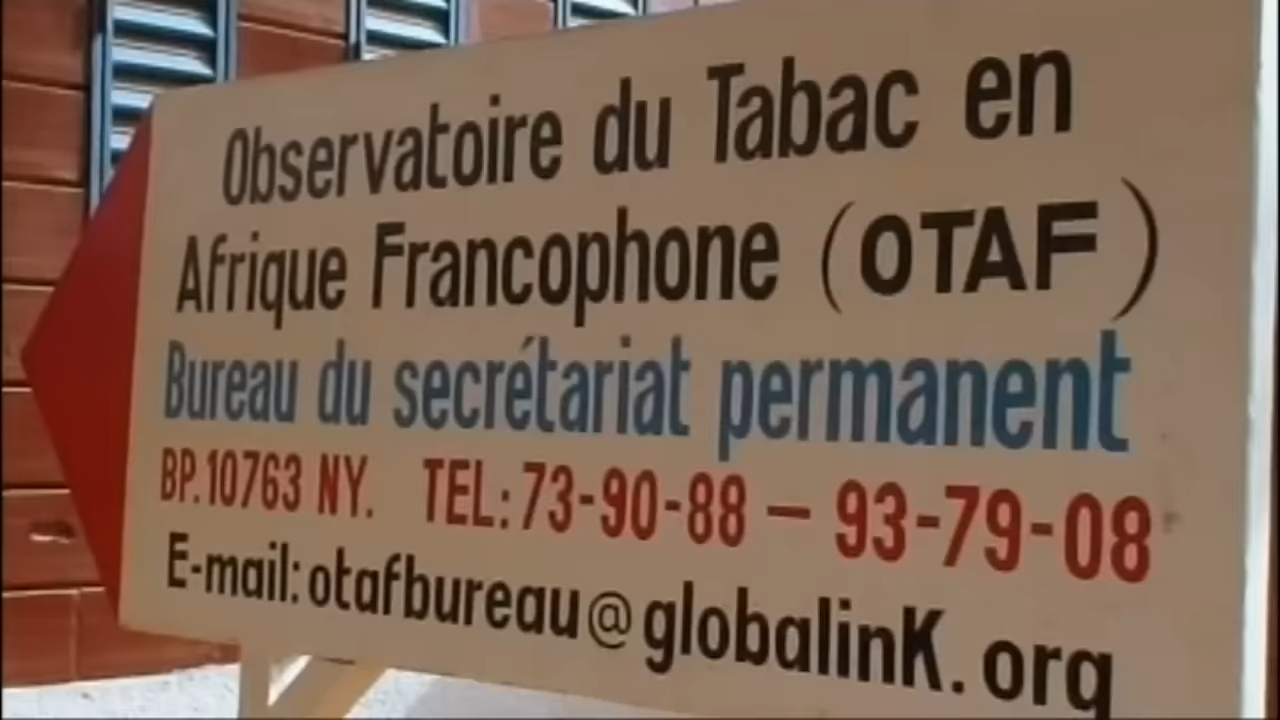 Observatoire du Tabac en
Afrique Francophone (OTAF)
Bureau du secrétariat permanent
BP.10763 NY. TEL:73-90-88 — 93-79-08
E-mail:otafbureau@globalinK.org